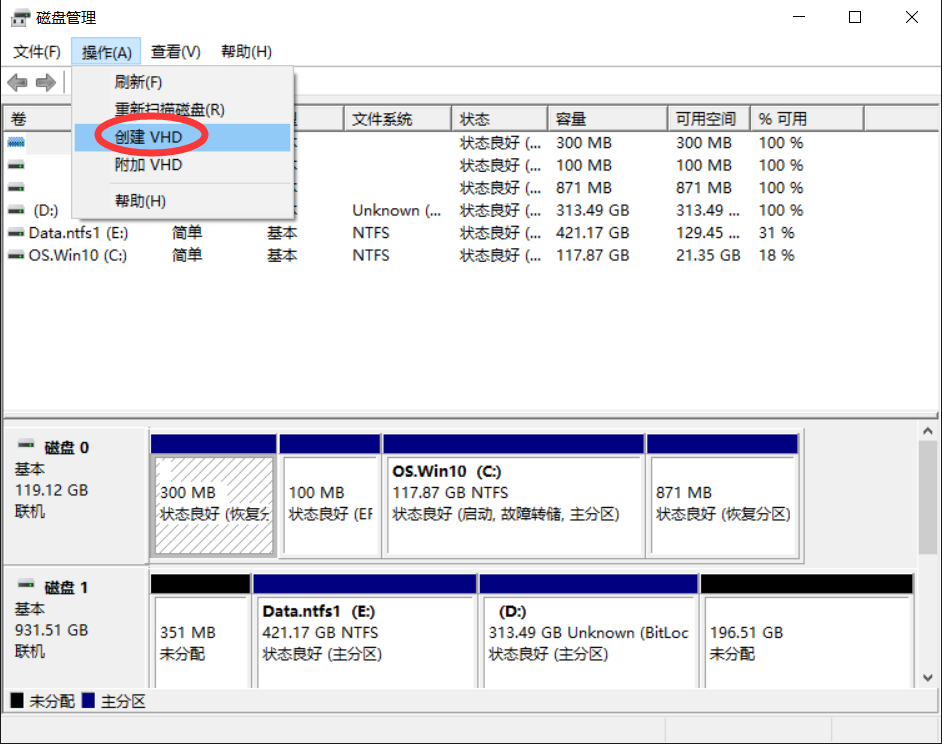 磁盘管理
文件(F) 操作(A) 查看(V) 帮助(H)
刷新(F)
重新扫描磁盘(R)
创建 VHD
附加 VHD
帮助(H)
卷 文件系统 状态 容量 可用空间 % 可用
状态良好 (... 300 MB 300 MB 100 %
状态良好 (... 100 MB 100 MB 100 %
状态良好 (... 871 MB 871 MB 100 %
(D:) Unknown (... 状态良好 (... 313.49 GB 313.49 ... 100 %
Data.ntfs1 (E:) 简单 基本 NTFS 状态良好 (... 421.17 GB 129.45 ... 31 %
OS.Win10 (C:) 简单 基本 NTFS 状态良好 (... 117.87 GB 21.35 GB 18 %
磁盘 0
基本
119.12 GB
联机
300 MB
状态良好 (恢复分
100 MB
状态良好 (EF
OS.Win10 (C:)
117.87 GB NTFS
状态良好 (启动, 故障转储, 主分区)
871 MB
状态良好 (恢复分区)
磁盘 1
基本
931.51 GB
联机
351 MB
未分配
Data.ntfs1 (E:)
421.17 GB NTFS
状态良好 (主分区)
(D:)
313.49 GB Unknown (BitLoc
状态良好 (主分区)
196.51 GB
未分配
未分配 主分区